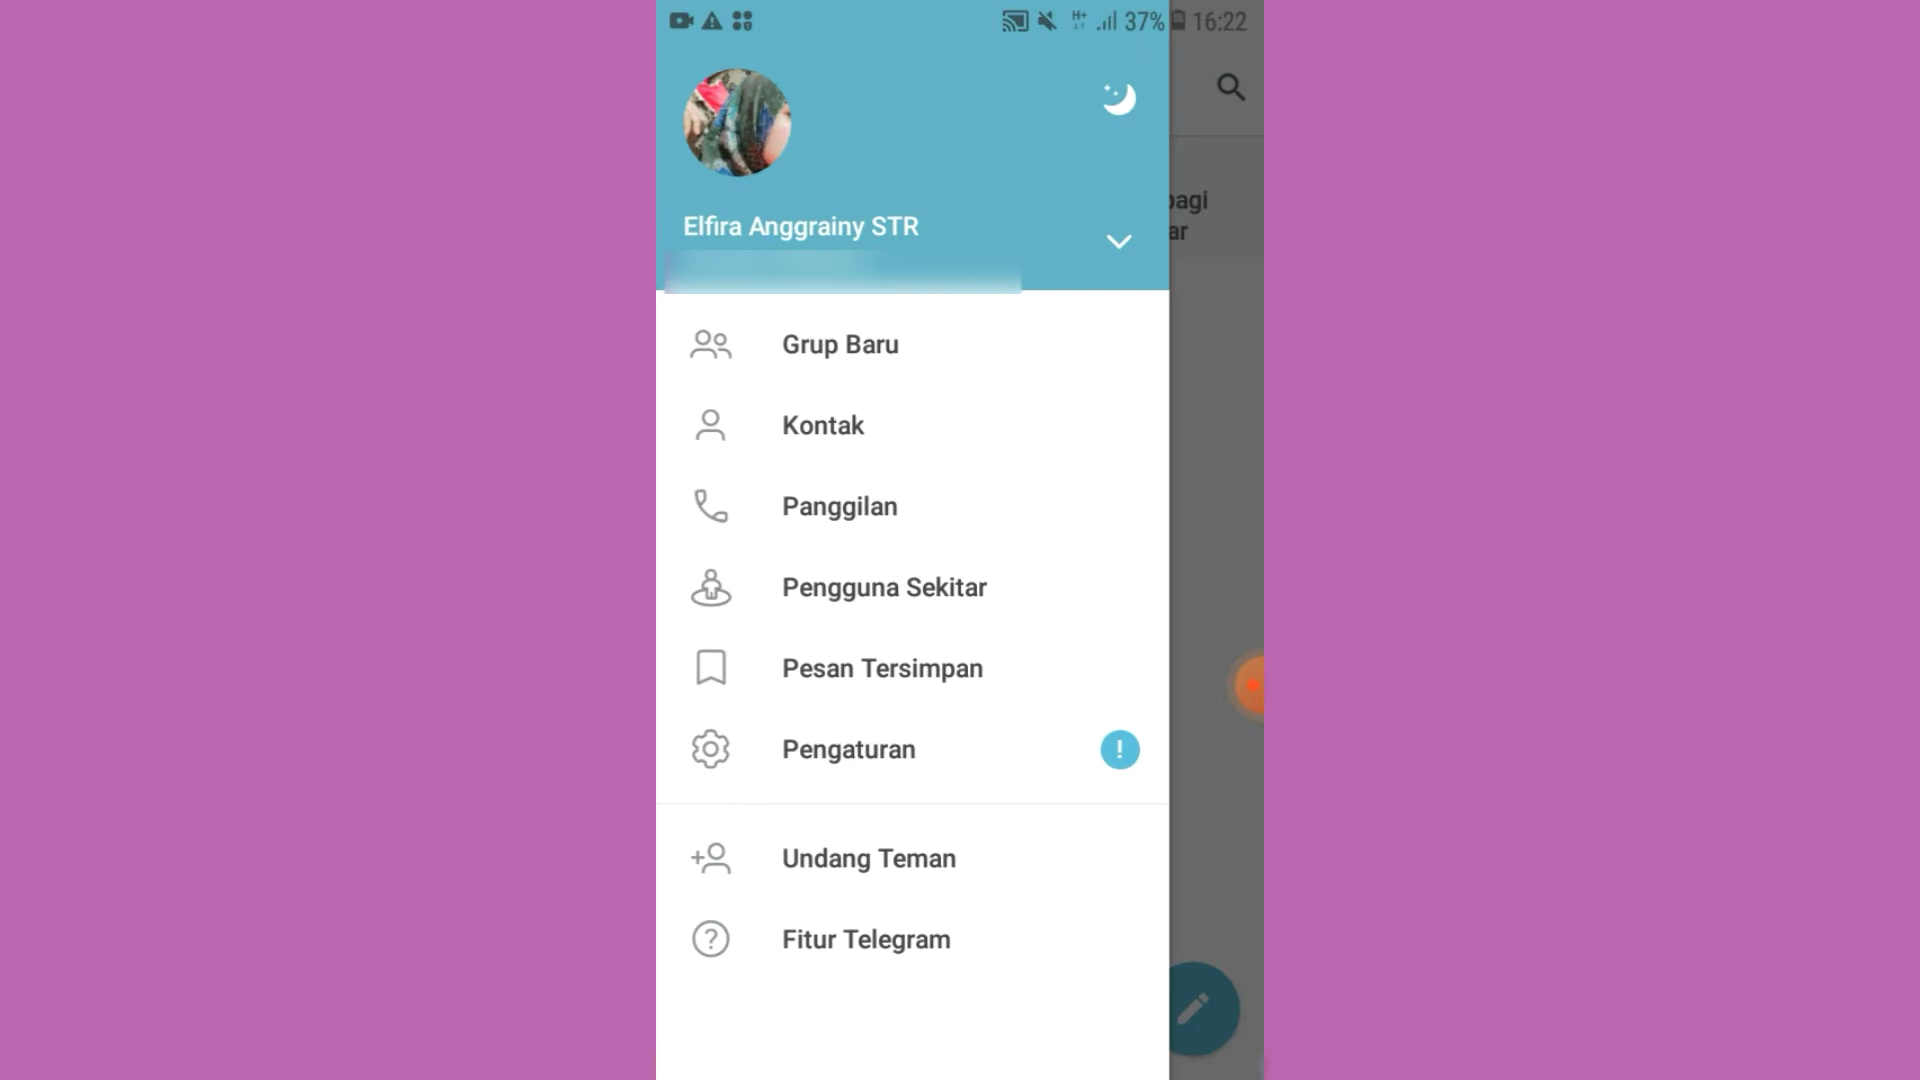 H+ 37% 16:22
Elfira Anggrainy STR
ar
Grup Baru
Kontak
Panggilan
Pengguna Sekitar
Pesan Tersimpan
Pengaturan
Undang Teman
Fitur Telegram